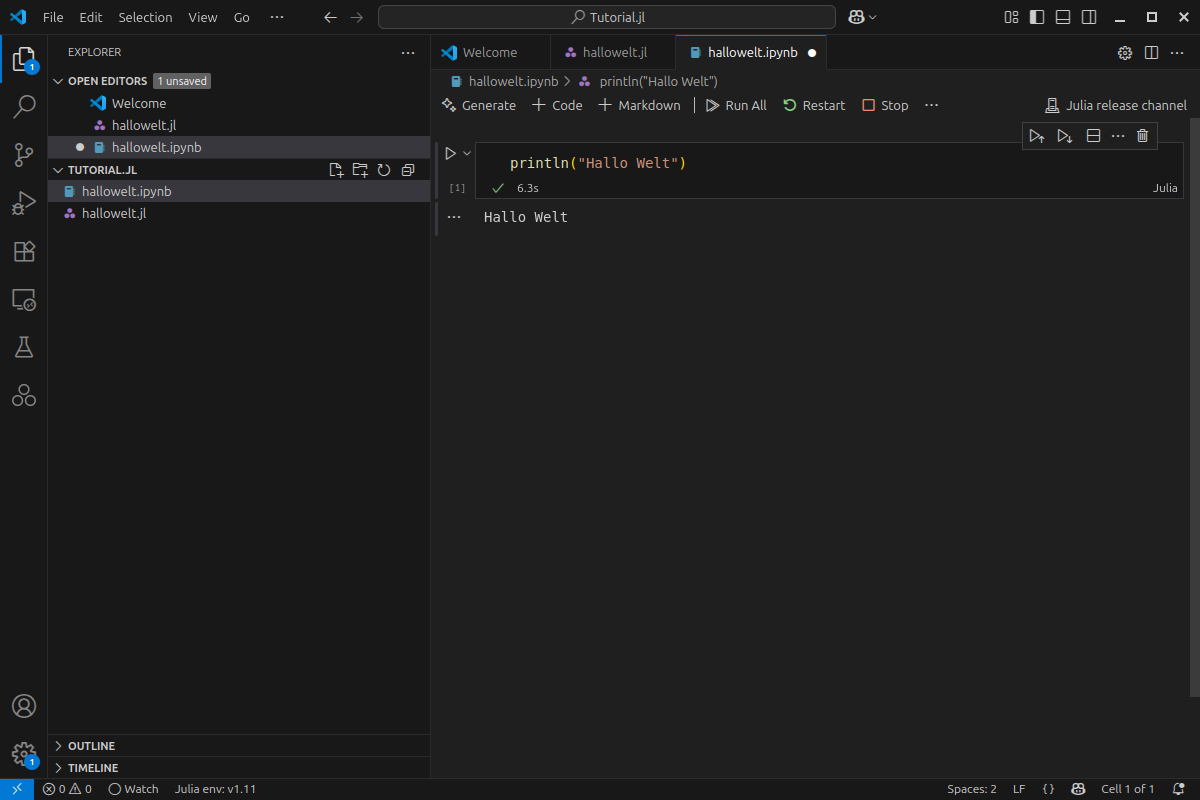 File Edit Selection View Go ··· Tutorial.jl
EXPLORER ···
OPEN EDITORS 1 unsaved
Welcome
hallowelt.jl
hallowelt.ipynb
TUTORIAL.JL
hallowelt.ipynb
hallowelt.jl
OUTLINE
TIMELINE
1
1
Welcome hallowelt.jl hallowelt.ipynb
hallowelt.ipynb > println("Hallo Welt")
Generate + Code + Markdown Run All Restart Stop ··· Julia release channel
println("Hallo Welt")
[1] 6.3s Julia
Hallo Welt
0 0 Watch Julia env: v1.11 Spaces: 2 LF {} Cell 1 of 1